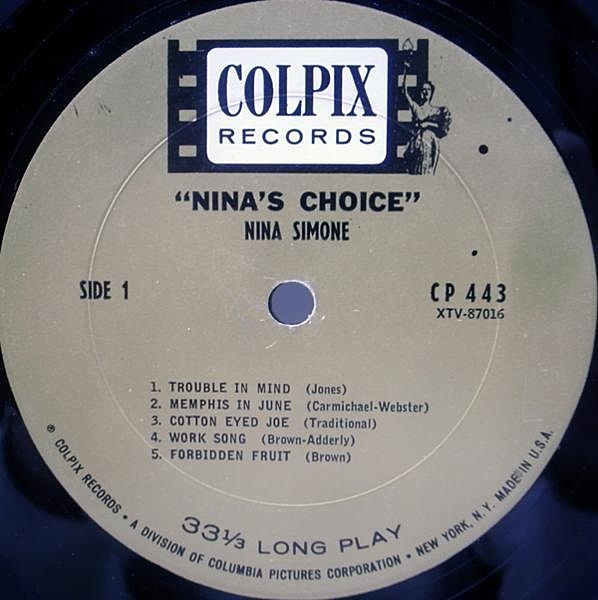 COLPIX
RECORDS
"NINA'S CHOICE"
NINA SIMONE
SIDE 1
CP 443
XTV-87016
1. TROUBLE IN MIND (Jones)
2. MEMPHIS IN JUNE (Carmichael-Webster)
3. COTTON EYED JOE (Traditional)
4. WORK SONG (Brown-Adderly)
5. FORBIDDEN FRUIT (Brown)
33⅓ LONG PLAY
® COLPIX RECORDS • A DIVISION OF COLUMBIA PICTURES CORPORATION • NEW YORK, N.Y. MADE IN U.S.A.